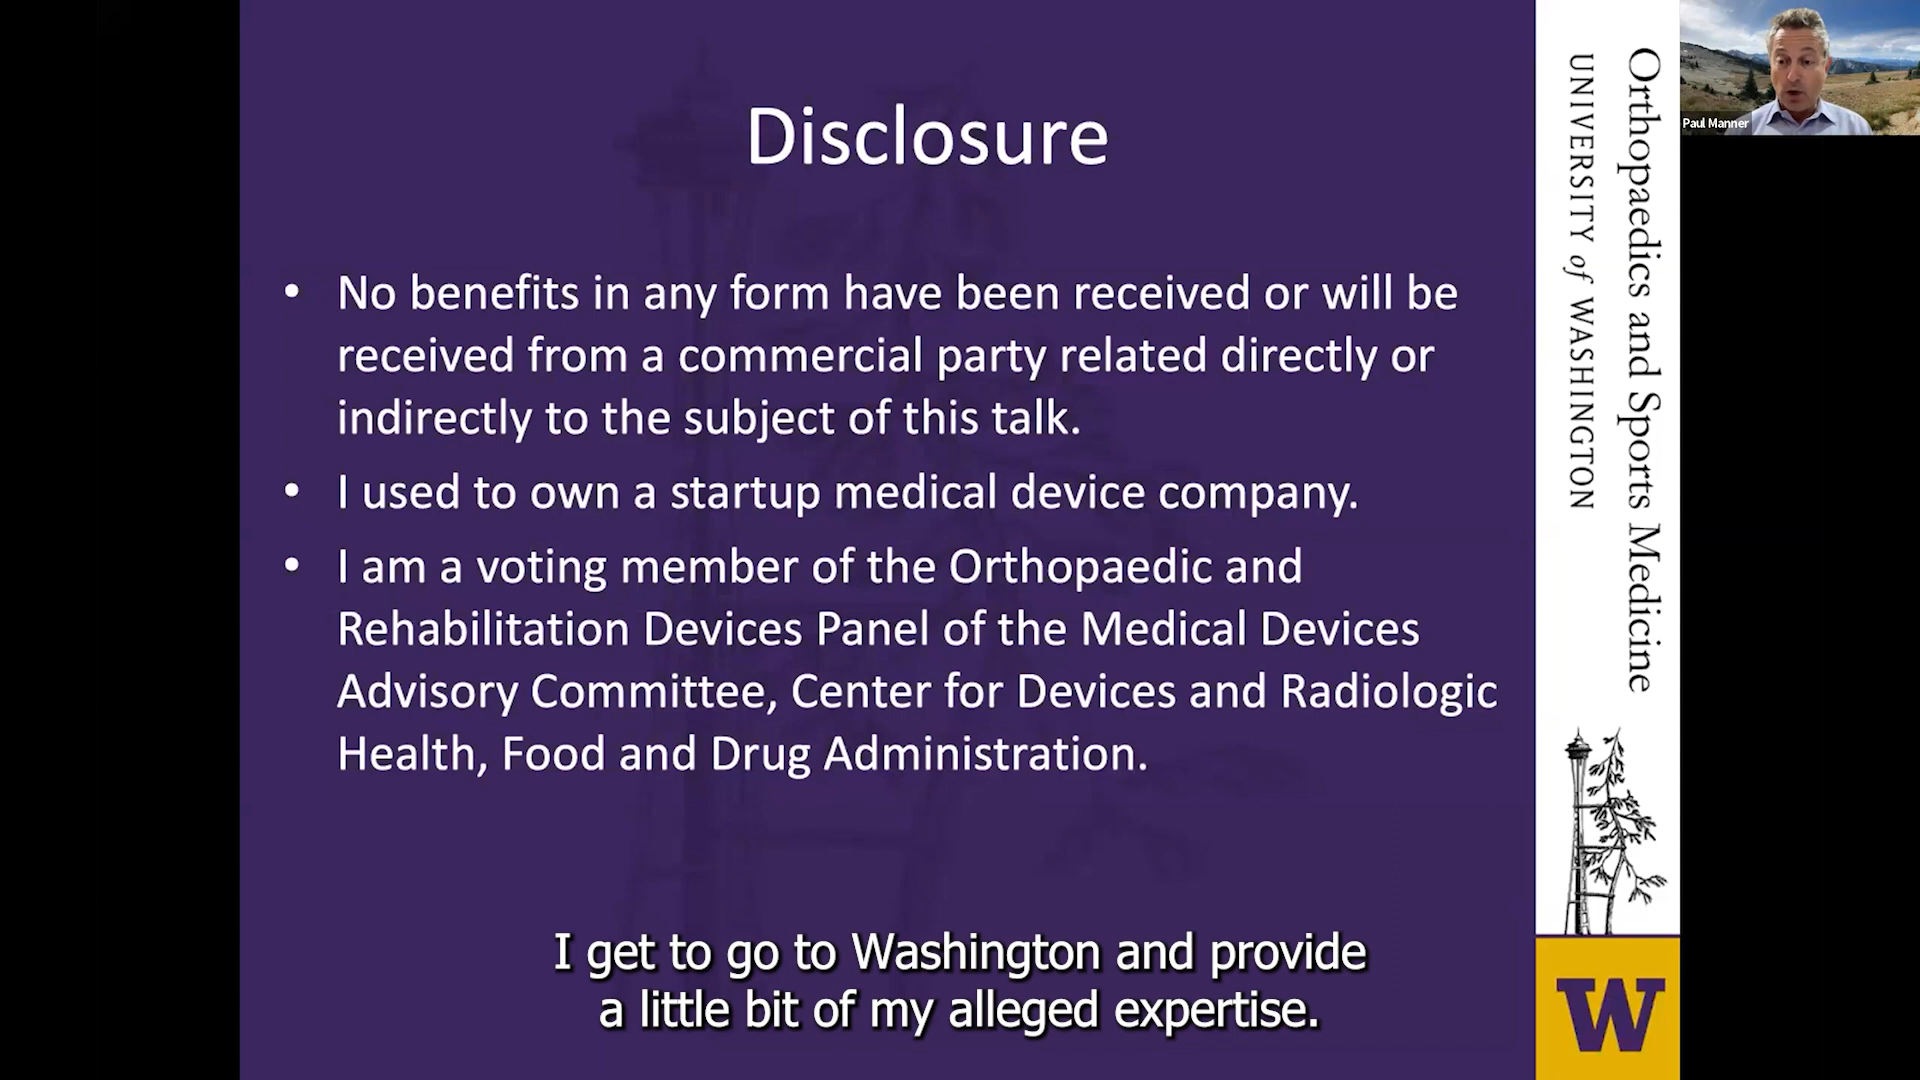 Disclosure
• No benefits in any form have been received or will be
received from a commercial party related directly or
indirectly to the subject of this talk.
• I used to own a startup medical device company.
• I am a voting member of the Orthopaedic and
Rehabilitation Devices Panel of the Medical Devices
Advisory Committee, Center for Devices and Radiologic
Health, Food and Drug Administration.
I get to go to Washington and provide
a little bit of my alleged expertise.
Orthopaedics and Sports Medicine
UNIVERSITY of WASHINGTON
W
Paul Manner